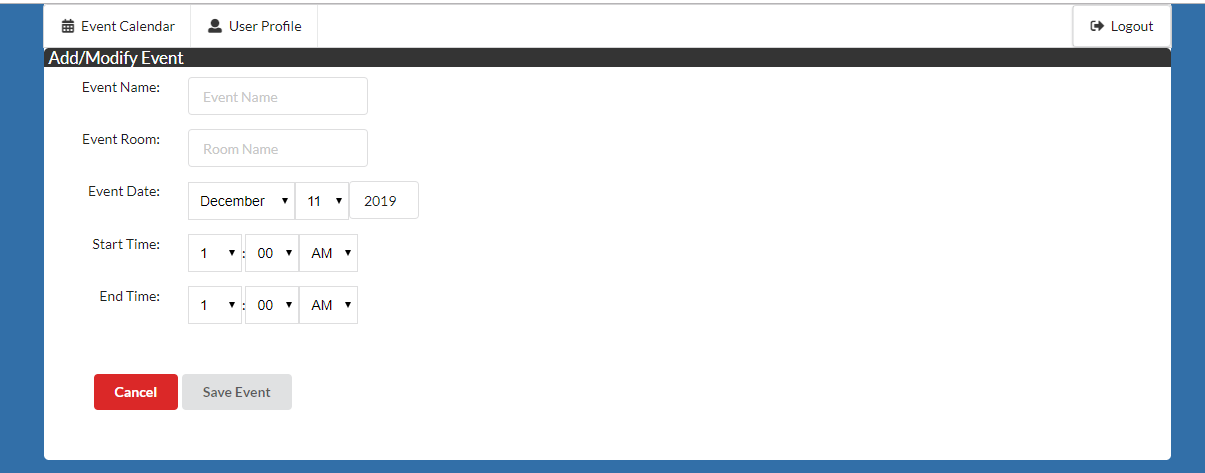 Event Calendar User Profile Logout
Add/Modify Event
Event Name: Event Name
Event Room: Room Name
Event Date: December 11 2019
Start Time: 1 : 00 AM
End Time: 1 : 00 AM
Cancel Save Event